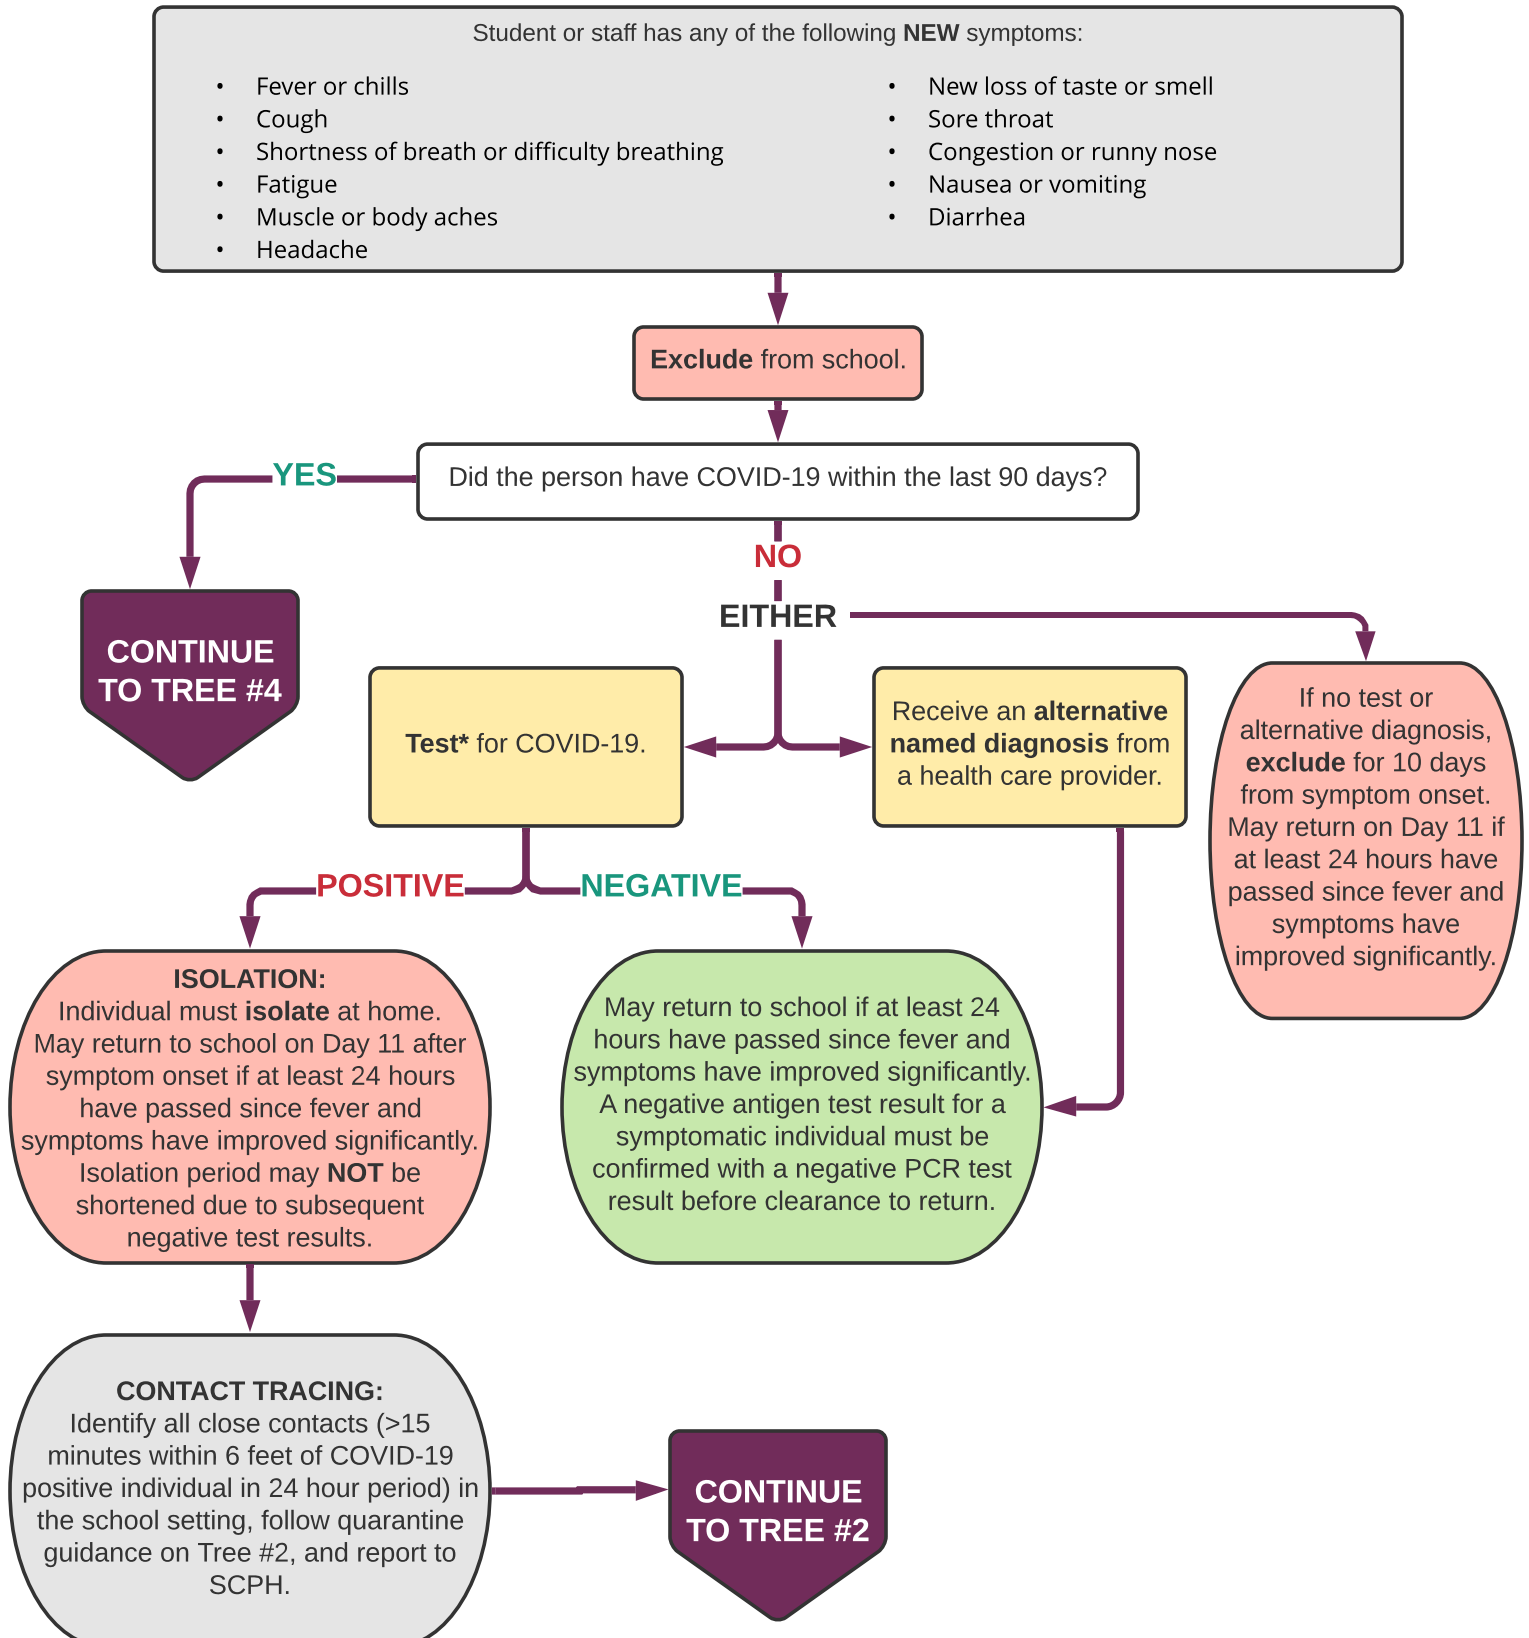 Student or staff has any of the following NEW symptoms:
• Fever or chills
• Cough
• Shortness of breath or difficulty breathing
• Fatigue
• Muscle or body aches
• Headache
• New loss of taste or smell
• Sore throat
• Congestion or runny nose
• Nausea or vomiting
• Diarrhea
Exclude from school.
Did the person have COVID-19 within the last 90 days?
YES
CONTINUE
TO TREE #4
NO
EITHER
Test* for COVID-19.
Receive an alternative
named diagnosis from
a health care provider.
If no test or
alternative diagnosis,
exclude for 10 days
from symptom onset.
May return on Day 11 if
at least 24 hours have
passed since fever and
symptoms have
improved significantly.
POSITIVE
NEGATIVE
ISOLATION:
Individual must isolate at home.
May return to school on Day 11 after
symptom onset if at least 24 hours
have passed since fever and
symptoms have improved significantly.
Isolation period may NOT be
shortened due to subsequent
negative test results.
May return to school if at least 24
hours have passed since fever and
symptoms have improved significantly.
A negative antigen test result for a
symptomatic individual must be
confirmed with a negative PCR test
result before clearance to return.
CONTACT TRACING:
Identify all close contacts (>15
minutes within 6 feet of COVID-19
positive individual in 24 hour period) in
the school setting, follow quarantine
guidance on Tree #2, and report to
SCPH.
CONTINUE
TO TREE #2